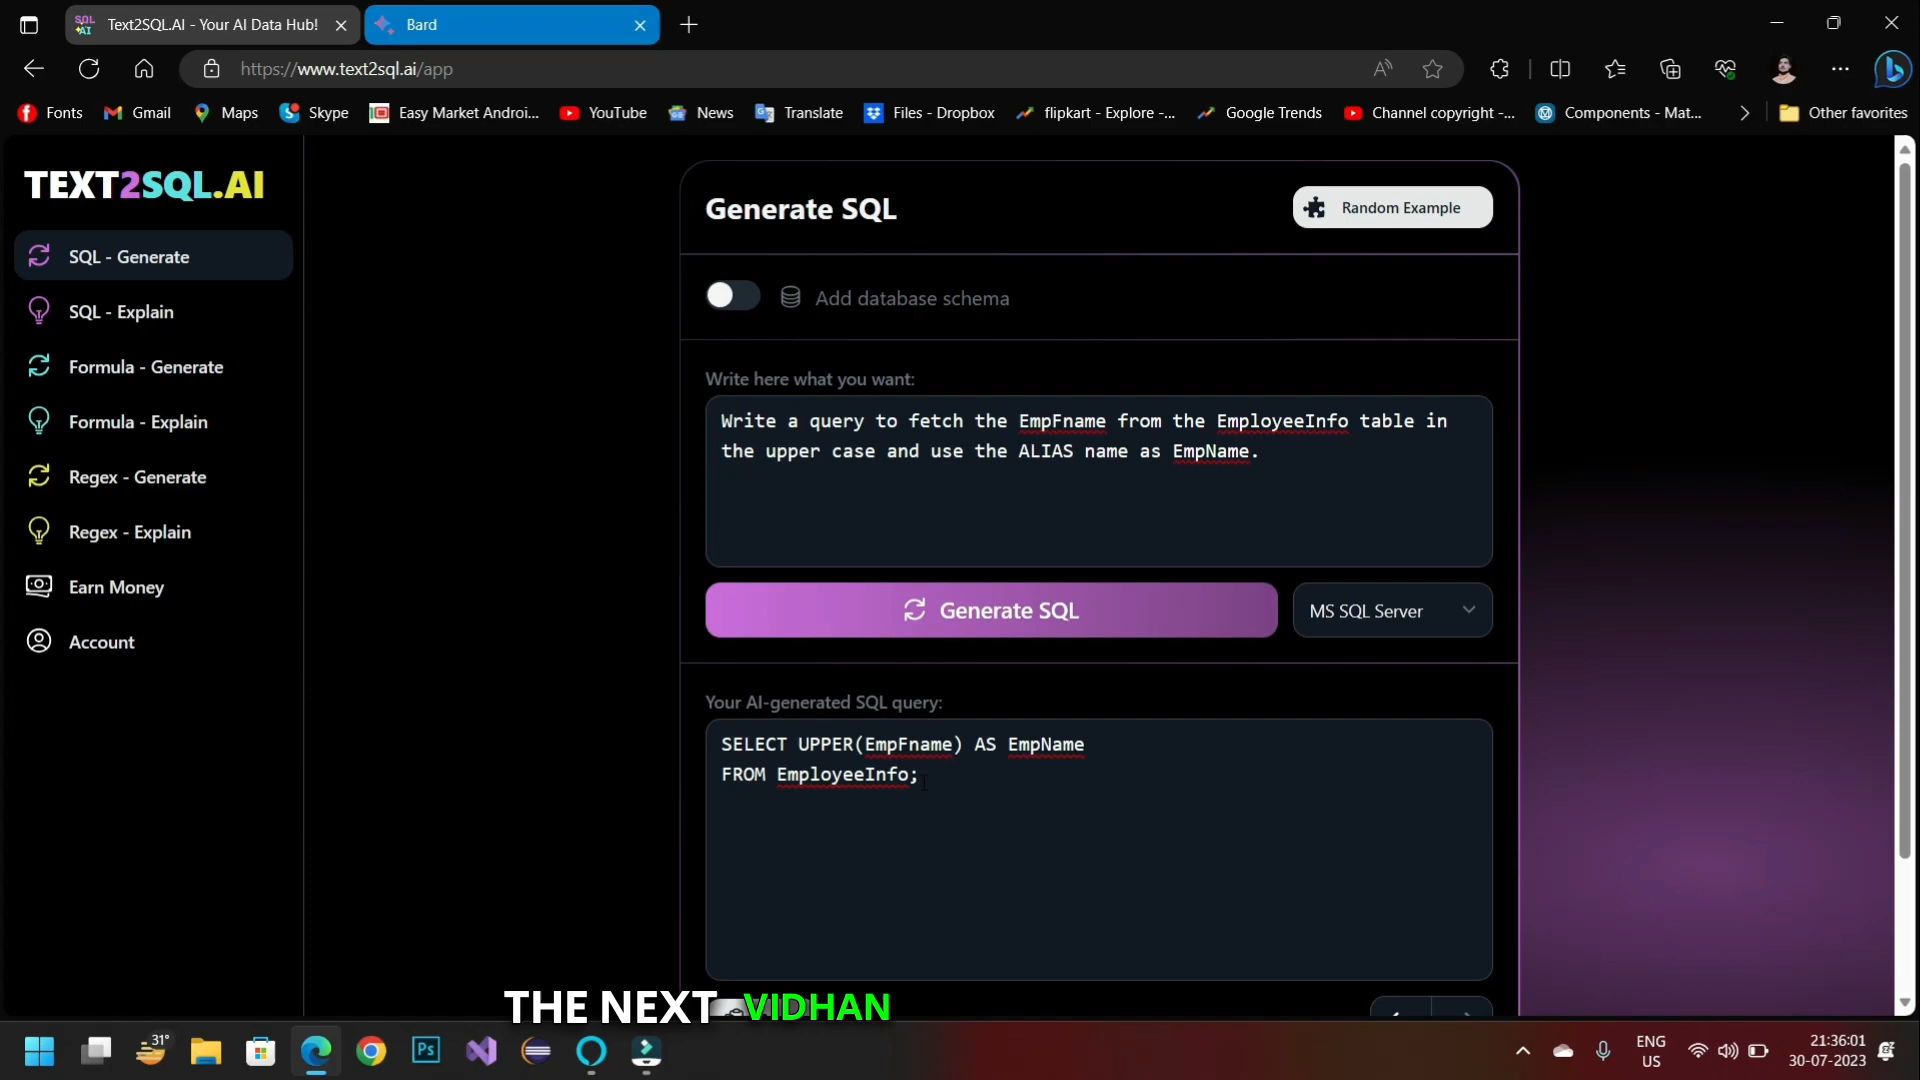 Text2SQL.AI - Your AI Data Hub!
Bard
https://www.text2sql.ai/app
Fonts
Gmail
Maps
Skype
Easy Market Androi...
YouTube
News
Translate
Files - Dropbox
flipkart - Explore -...
Google Trends
Channel copyright -...
Components - Mat...
Other favorites
TEXT2SQL.AI
SQL - Generate
SQL - Explain
Formula - Generate
Formula - Explain
Regex - Generate
Regex - Explain
Earn Money
Account
Generate SQL
Random Example
Add database schema
Write here what you want:
Write a query to fetch the EmpFname from the EmployeeInfo table in
the upper case and use the ALIAS name as EmpName.
Generate SQL
MS SQL Server
Your AI-generated SQL query:
SELECT UPPER(EmpFname) AS EmpName
FROM EmployeeInfo;
THE NEXT VIDHAN
31°
Ps
ENG
US
21:36:01
30-07-2023